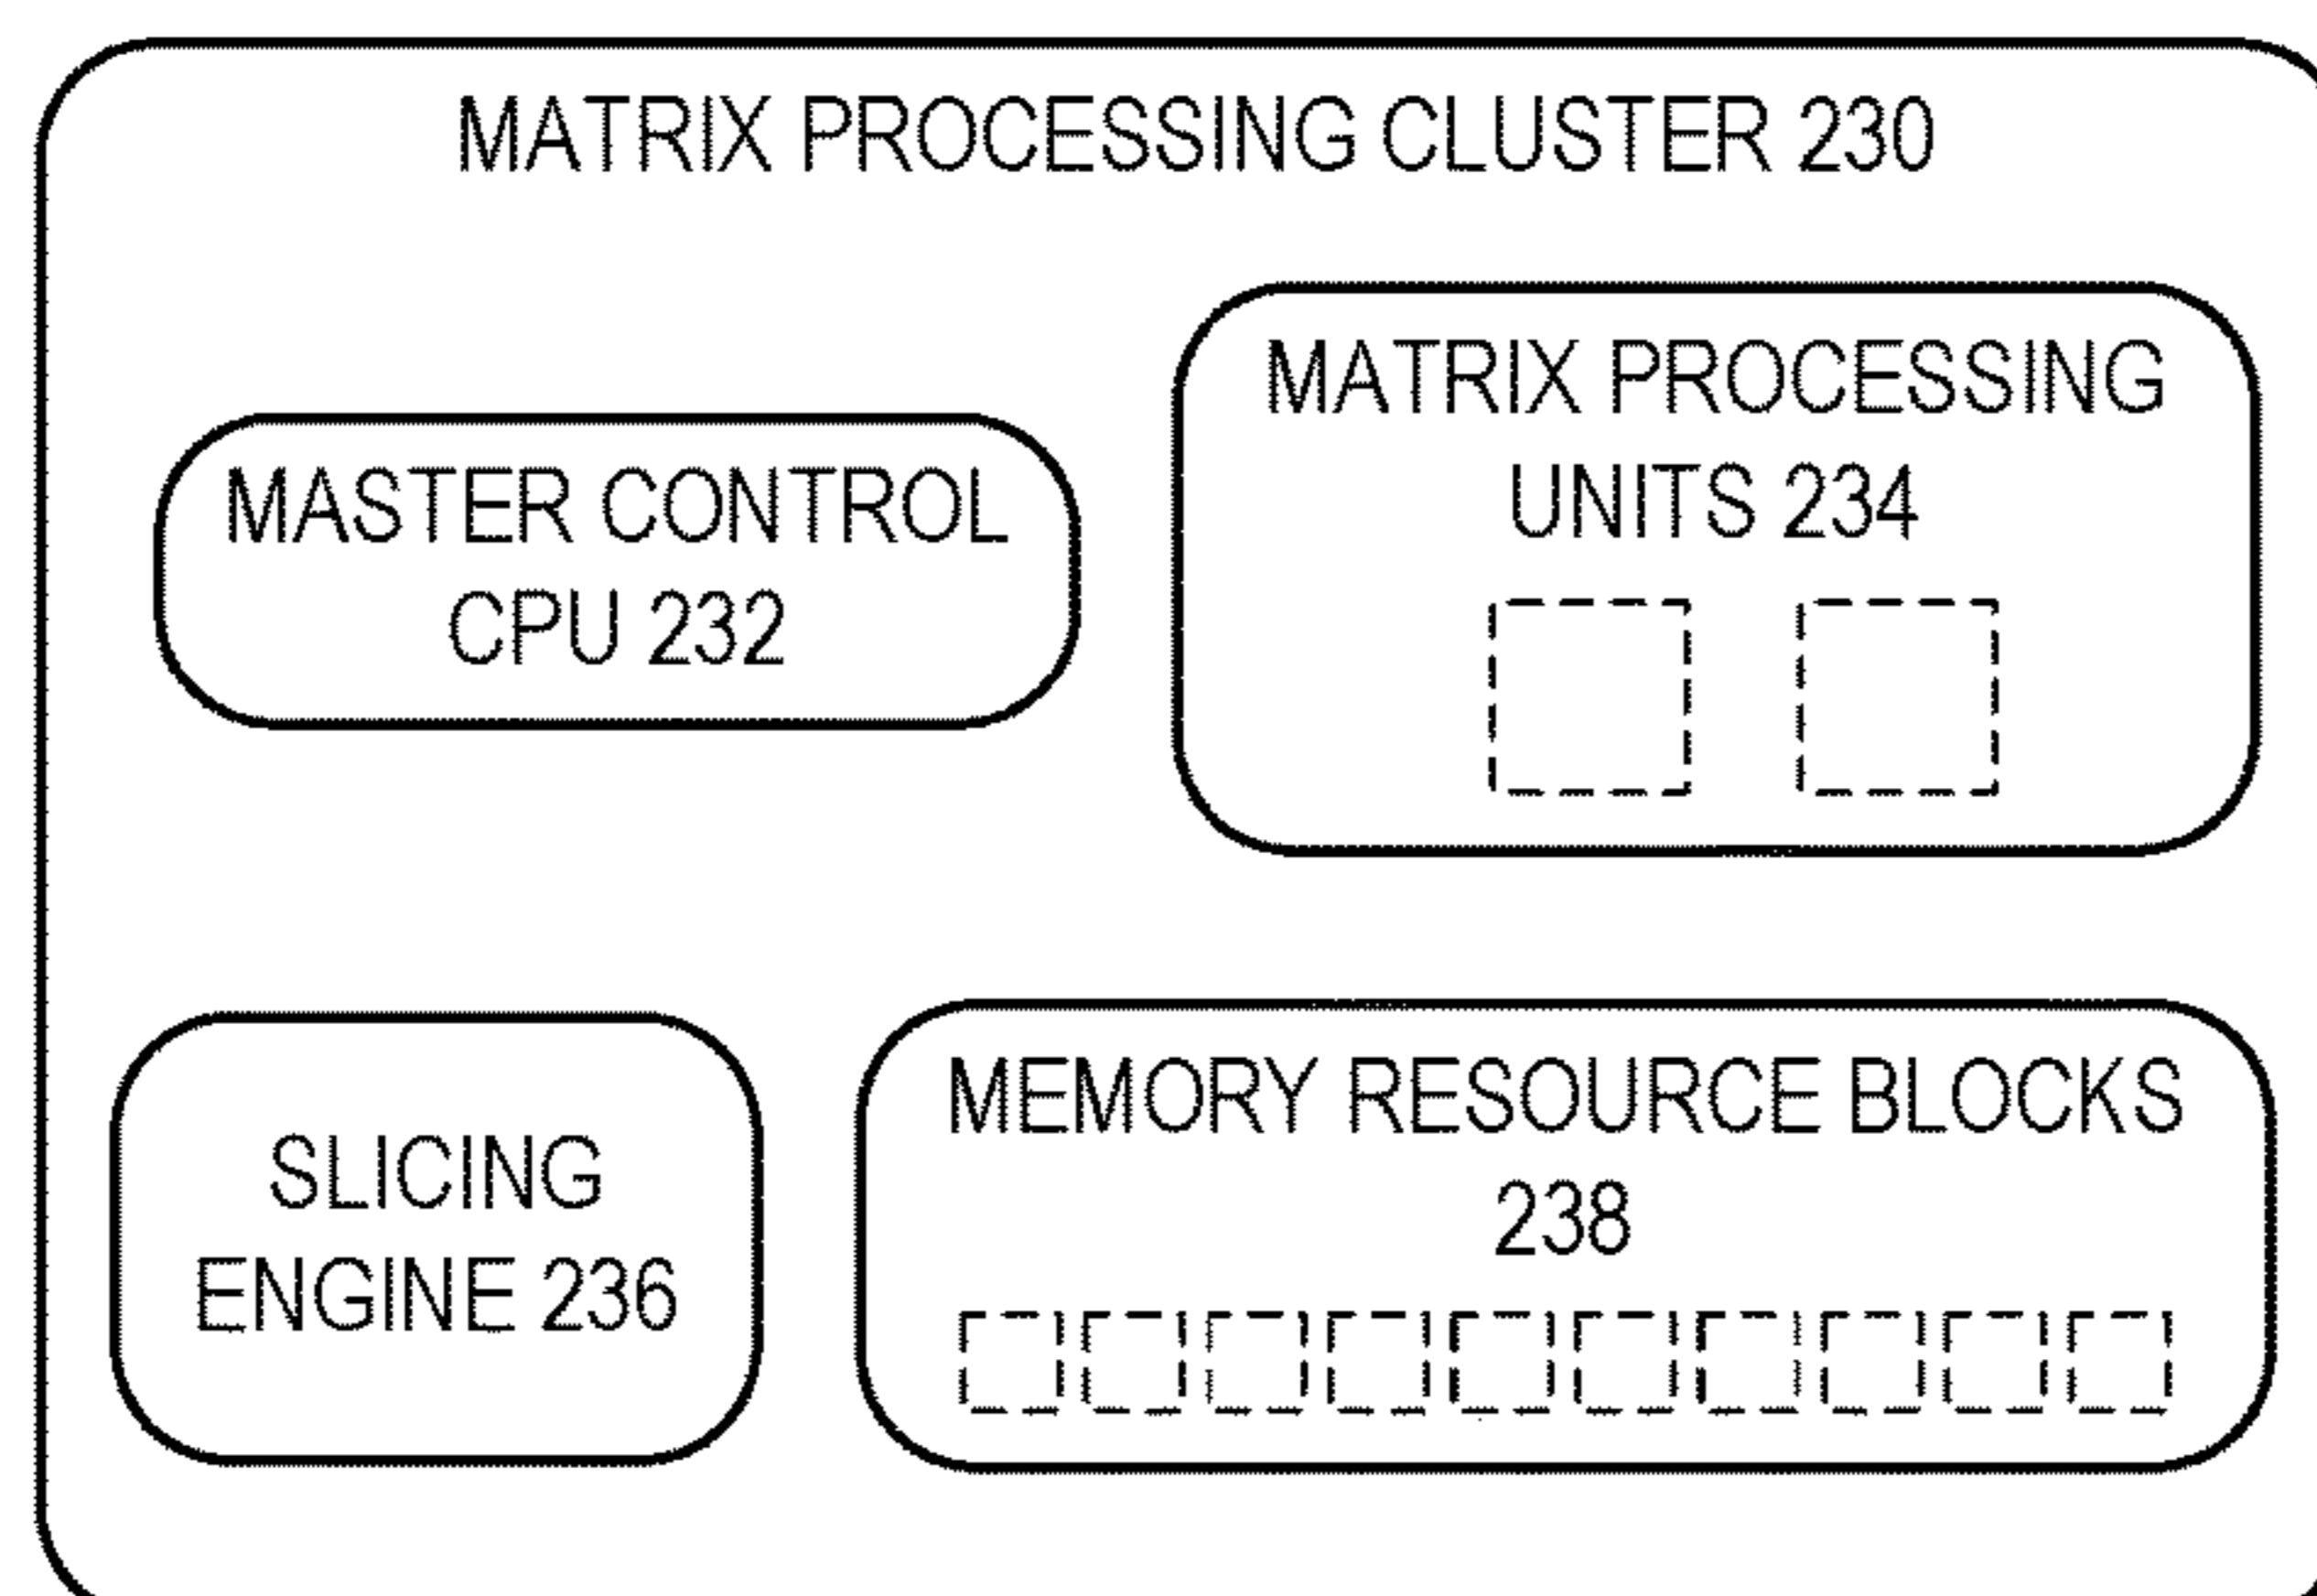 MATRIX PROCESSING CLUSTER 230
MASTER CONTROL
CPU 232
MATRIX PROCESSING
UNITS 234
SLICING
ENGINE 236
MEMORY RESOURCE BLOCKS
238